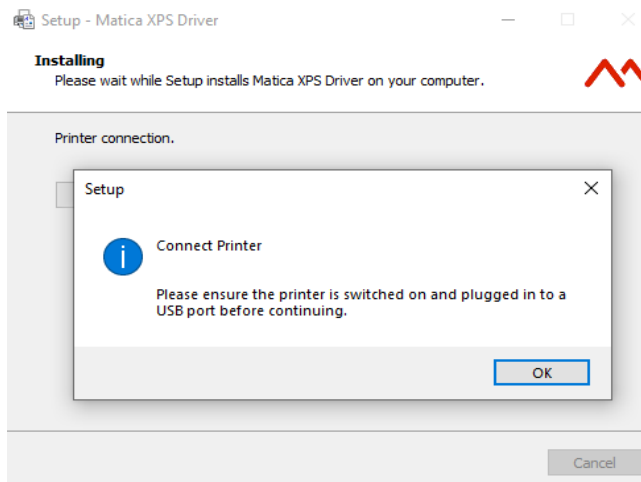 Setup - Matica XPS Driver
Installing
Please wait while Setup installs Matica XPS Driver on your computer.
Printer connection.
Setup
Connect Printer
Please ensure the printer is switched on and plugged in to a
USB port before continuing.
OK
Cancel